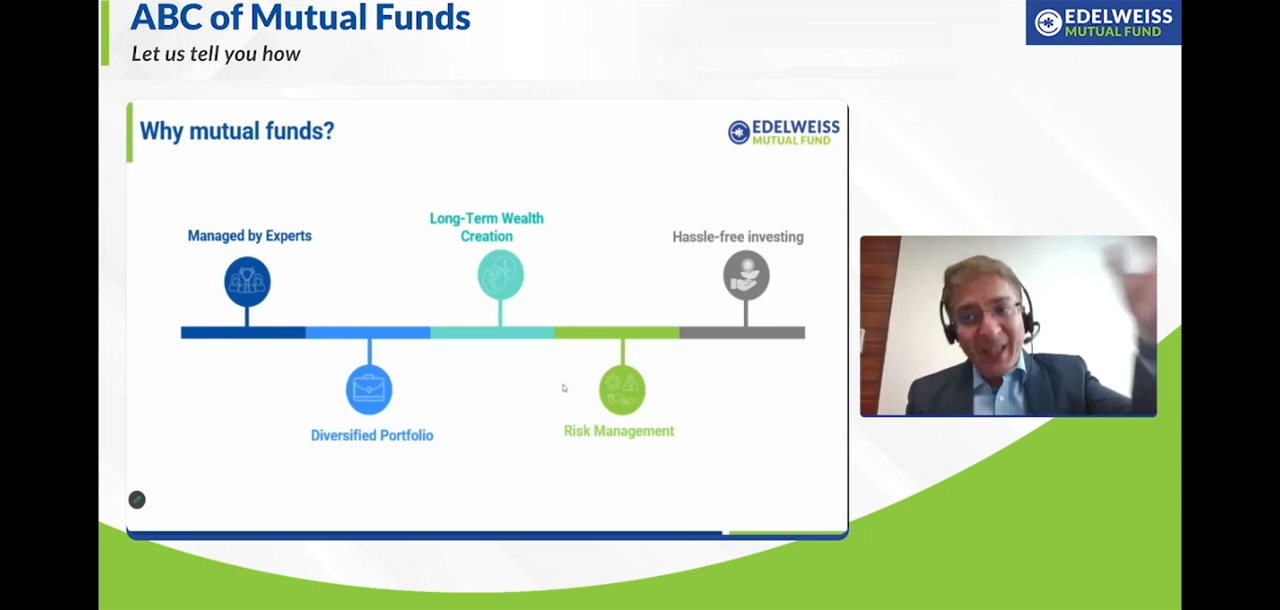 ABC of Mutual Funds
Let us tell you how
EDELWEISS
MUTUAL FUND
Why mutual funds?
EDELWEISS
MUTUAL FUND
Managed by Experts
Long-Term Wealth
Creation
Hassle-free investing
Diversified Portfolio
Risk Management